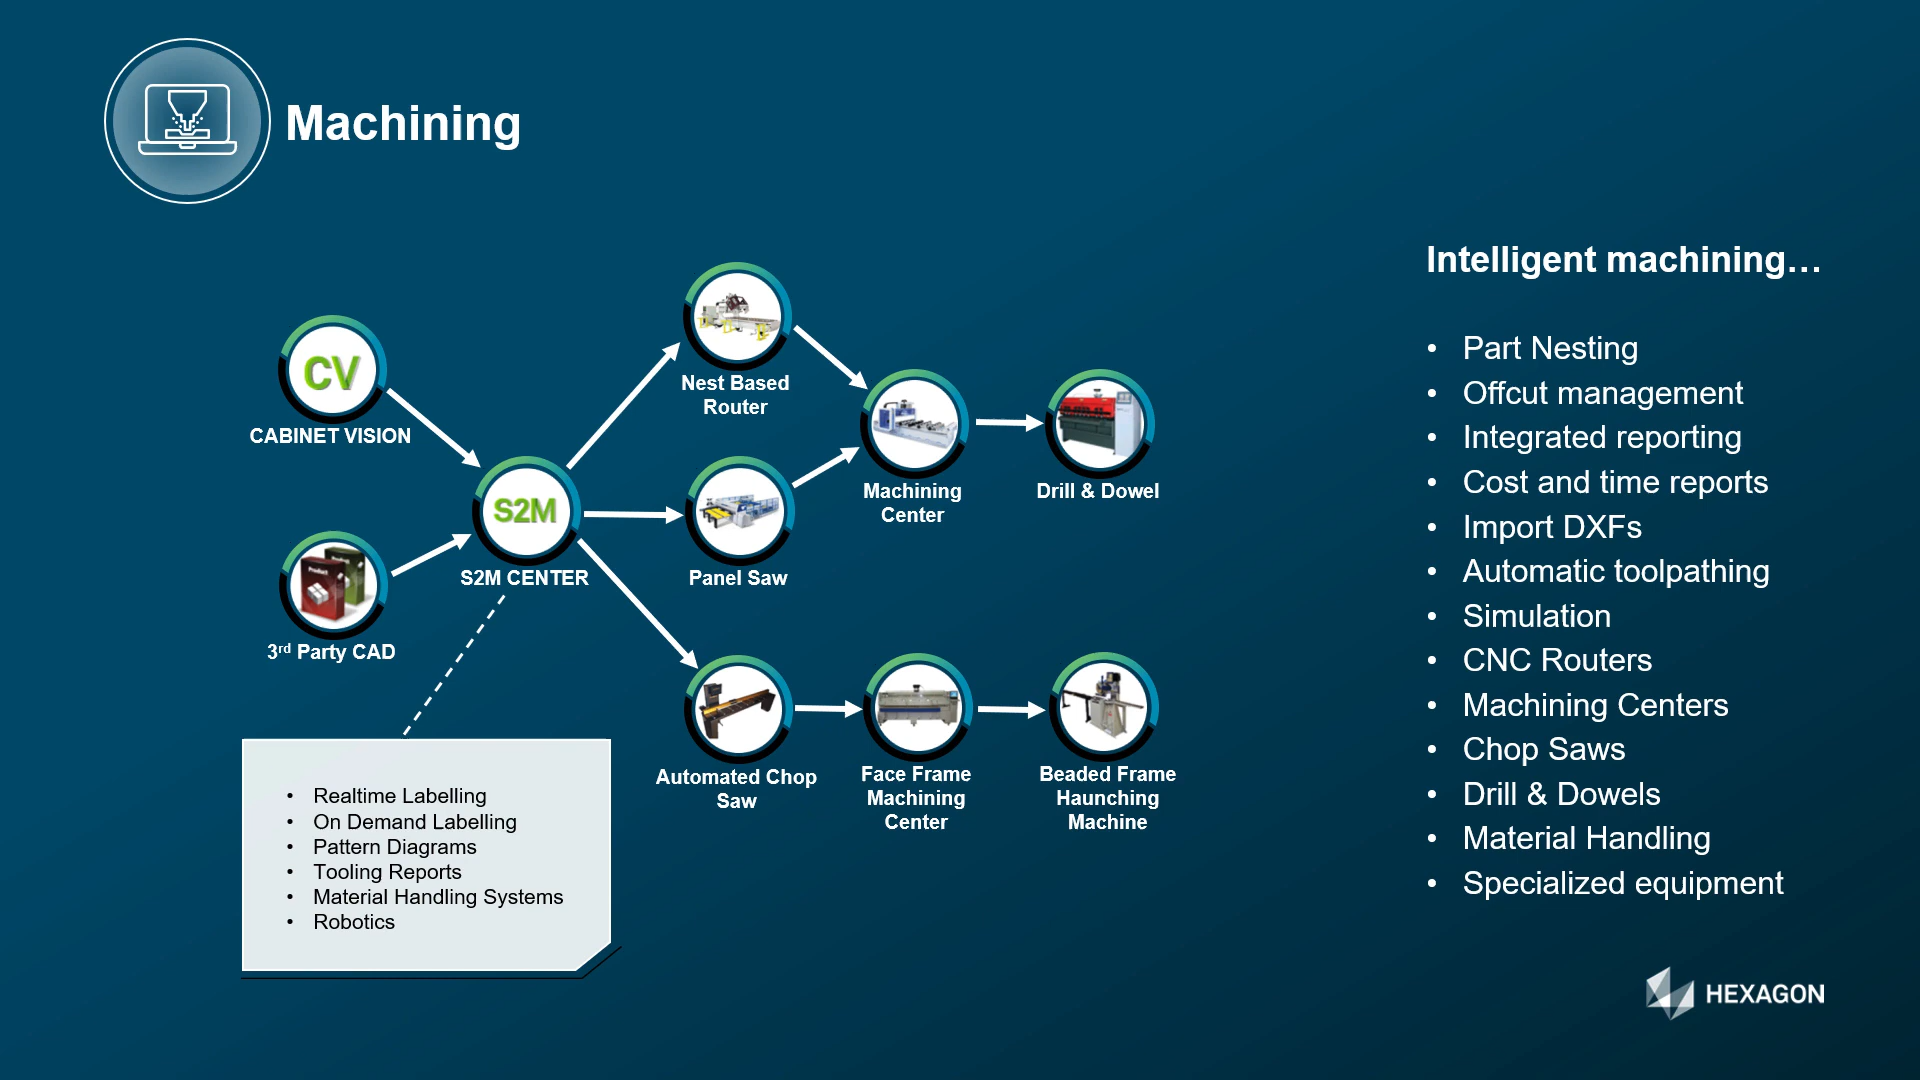 Machining
CV
CABINET VISION
Product
3rd Party CAD
S2M
S2M CENTER
Nest Based
Router
Panel Saw
Machining
Center
Drill & Dowel
Automated Chop
Saw
Face Frame
Machining
Center
Beaded Frame
Haunching
Machine
• Realtime Labelling
• On Demand Labelling
• Pattern Diagrams
• Tooling Reports
• Material Handling Systems
• Robotics
Intelligent machining…
• Part Nesting
• Offcut management
• Integrated reporting
• Cost and time reports
• Import DXFs
• Automatic toolpathing
• Simulation
• CNC Routers
• Machining Centers
• Chop Saws
• Drill & Dowels
• Material Handling
• Specialized equipment
HEXAGON